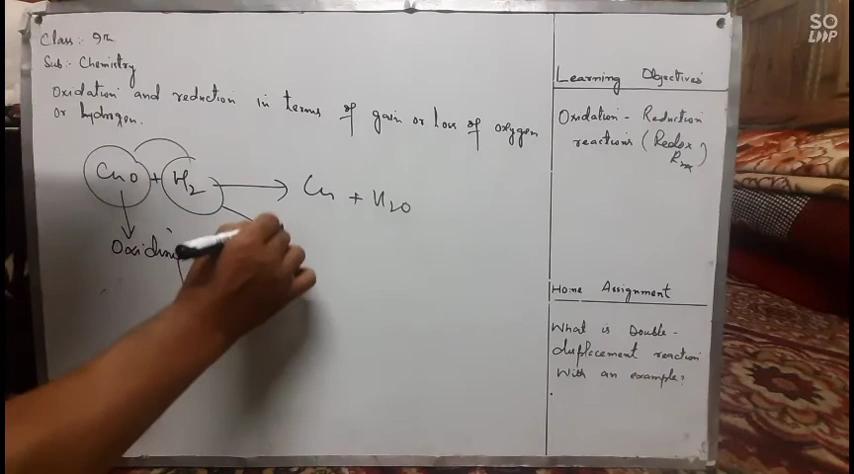 Class:- 9th
Sub:- Chemistry
Oxidation and reduction in terms of gain or loss of oxygen
or hydrogen.
CuO + H2 → Cu + H2O
Oxidin
Learning Objectives
Oxidation - Reduction
reactions (Redox
Rxn)
Home Assignment
What is Double -
displacement reaction
With an example?
SO
LOOP